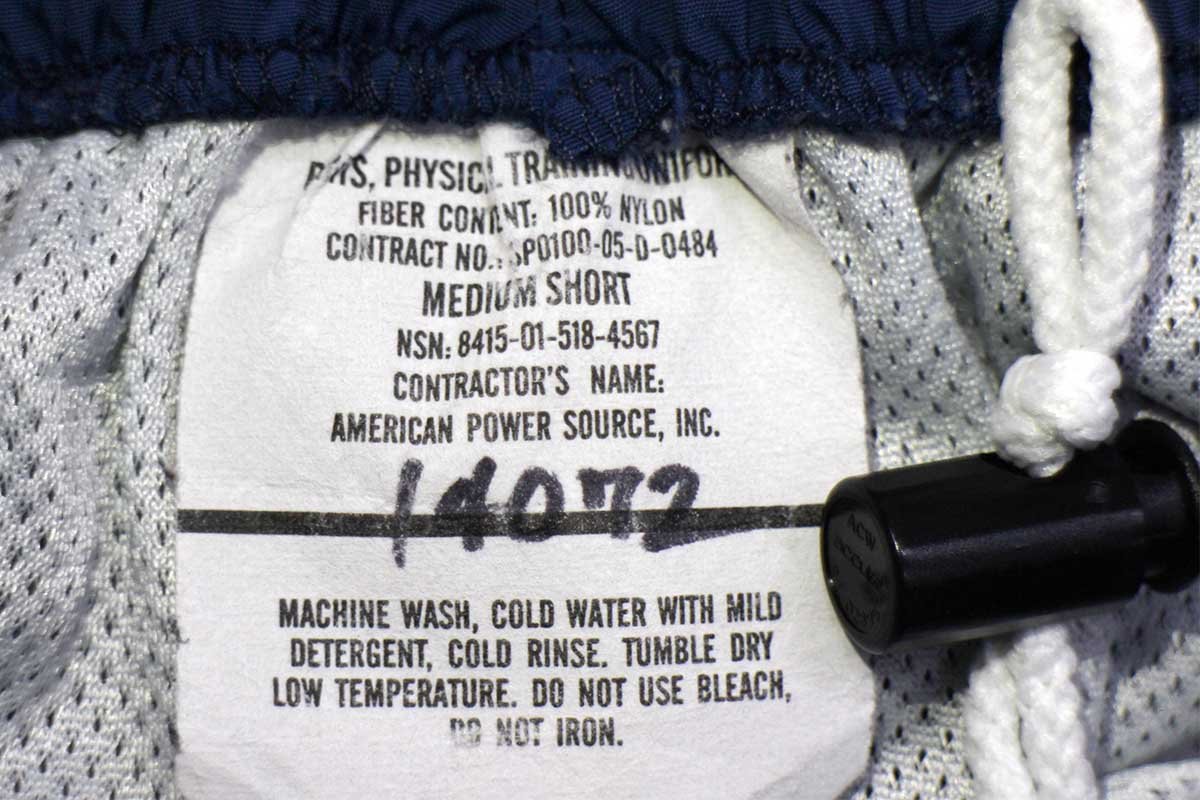 PHYSICAL TRAINING UNIFOR
FIBER CONTENT: 100% NYLON
CONTRACT NO.: SP0100-05-D-0484
MEDIUM SHORT
NSN: 8415-01-518-4567
CONTRACTOR'S NAME:
AMERICAN POWER SOURCE, INC.
14072
MACHINE WASH, COLD WATER WITH MILD
DETERGENT, COLD RINSE. TUMBLE DRY
LOW TEMPERATURE. DO NOT USE BLEACH,
DO NOT IRON.
ACW